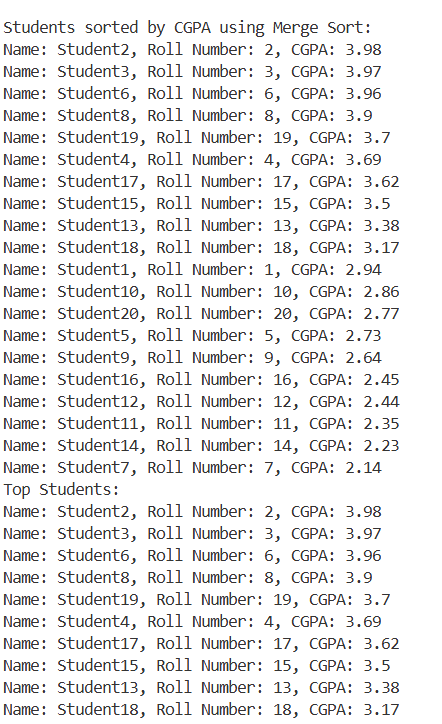 Students sorted by CGPA using Merge Sort:
Name: Student2, Roll Number: 2, CGPA: 3.98
Name: Student3, Roll Number: 3, CGPA: 3.97
Name: Student6, Roll Number: 6, CGPA: 3.96
Name: Student8, Roll Number: 8, CGPA: 3.9
Name: Student19, Roll Number: 19, CGPA: 3.7
Name: Student4, Roll Number: 4, CGPA: 3.69
Name: Student17, Roll Number: 17, CGPA: 3.62
Name: Student15, Roll Number: 15, CGPA: 3.5
Name: Student13, Roll Number: 13, CGPA: 3.38
Name: Student18, Roll Number: 18, CGPA: 3.17
Name: Student1, Roll Number: 1, CGPA: 2.94
Name: Student10, Roll Number: 10, CGPA: 2.86
Name: Student20, Roll Number: 20, CGPA: 2.77
Name: Student5, Roll Number: 5, CGPA: 2.73
Name: Student9, Roll Number: 9, CGPA: 2.64
Name: Student16, Roll Number: 16, CGPA: 2.45
Name: Student12, Roll Number: 12, CGPA: 2.44
Name: Student11, Roll Number: 11, CGPA: 2.35
Name: Student14, Roll Number: 14, CGPA: 2.23
Name: Student7, Roll Number: 7, CGPA: 2.14
Top Students:
Name: Student2, Roll Number: 2, CGPA: 3.98
Name: Student3, Roll Number: 3, CGPA: 3.97
Name: Student6, Roll Number: 6, CGPA: 3.96
Name: Student8, Roll Number: 8, CGPA: 3.9
Name: Student19, Roll Number: 19, CGPA: 3.7
Name: Student4, Roll Number: 4, CGPA: 3.69
Name: Student17, Roll Number: 17, CGPA: 3.62
Name: Student15, Roll Number: 15, CGPA: 3.5
Name: Student13, Roll Number: 13, CGPA: 3.38
Name: Student18, Roll Number: 18, CGPA: 3.17